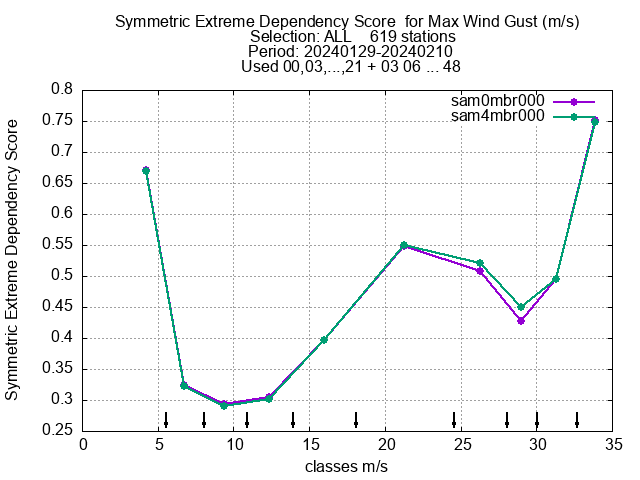 Symmetric Extreme Dependency Score for Max Wind Gust (m/s)
Selection: ALL 619 stations
Period: 20240129-20240210
Used 00,03,...,21 + 03 06 ... 48
sam0mbr000
sam4mbr000
Symmetric Extreme Dependency Score
0.8
0.75
0.7
0.65
0.6
0.55
0.5
0.45
0.4
0.35
0.3
0.25
0 5 10 15 20 25 30 35
classes m/s